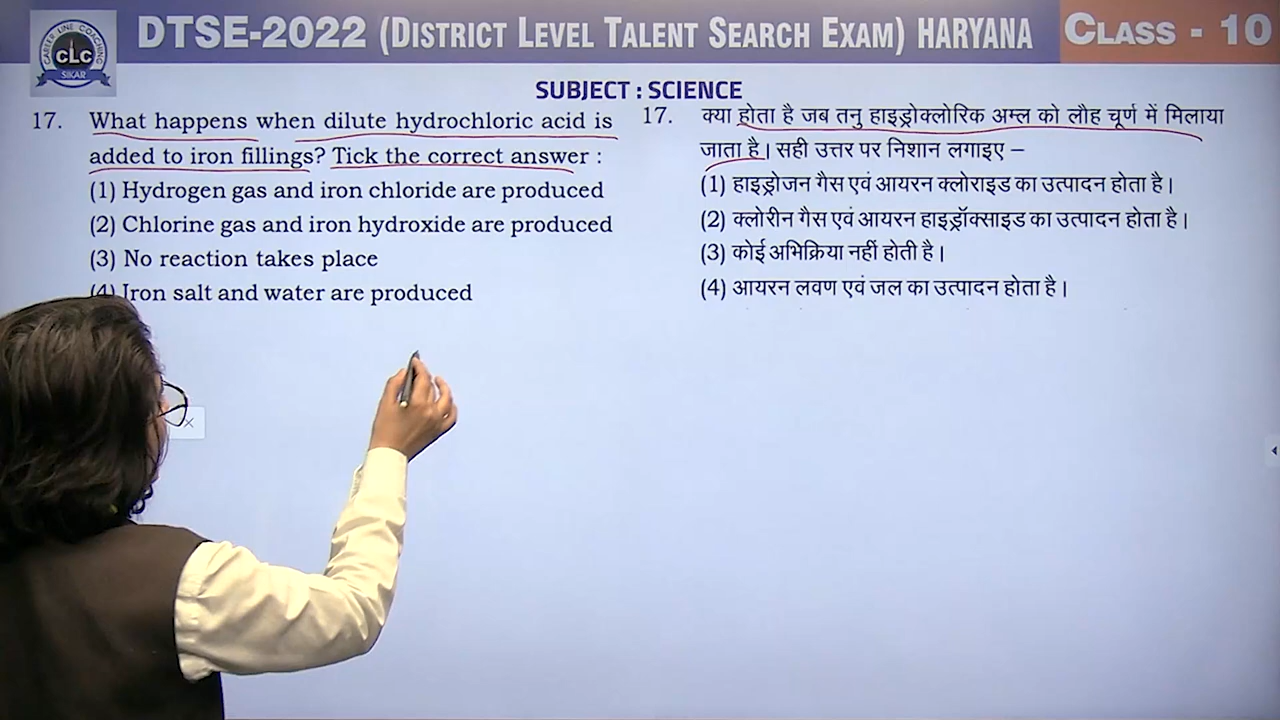 CAREER LINE COACHING
CLC
SIKAR
DTSE-2022 (DISTRICT LEVEL TALENT SEARCH EXAM) HARYANA
CLASS - 10
SUBJECT : SCIENCE
17. What happens when dilute hydrochloric acid is
added to iron fillings? Tick the correct answer :
(1) Hydrogen gas and iron chloride are produced
(2) Chlorine gas and iron hydroxide are produced
(3) No reaction takes place
(4) Iron salt and water are produced
17. क्या होता है जब तनु हाइड्रोक्लोरिक अम्ल को लौह चूर्ण में मिलाया
जाता है। सही उत्तर पर निशान लगाइए –
(1) हाइड्रोजन गैस एवं आयरन क्लोराइड का उत्पादन होता है।
(2) क्लोरीन गैस एवं आयरन हाइड्रॉक्साइड का उत्पादन होता है।
(3) कोई अभिक्रिया नहीं होती है।
(4) आयरन लवण एवं जल का उत्पादन होता है।